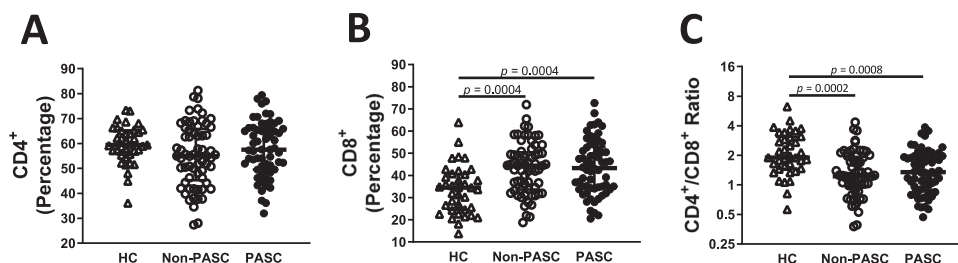 A
CD4+
(Percentage)
90
80
70
60
50
40
30
20
HC Non-PASC PASC
B
CD8+
(Percentage)
p = 0.0004
p = 0.0004
90
80
70
60
50
40
30
20
10
HC Non-PASC PASC
C
CD4+/CD8+ Ratio
p = 0.0008
p = 0.0002
16
8
4
2
1
0.5
0.25
HC Non-PASC PASC